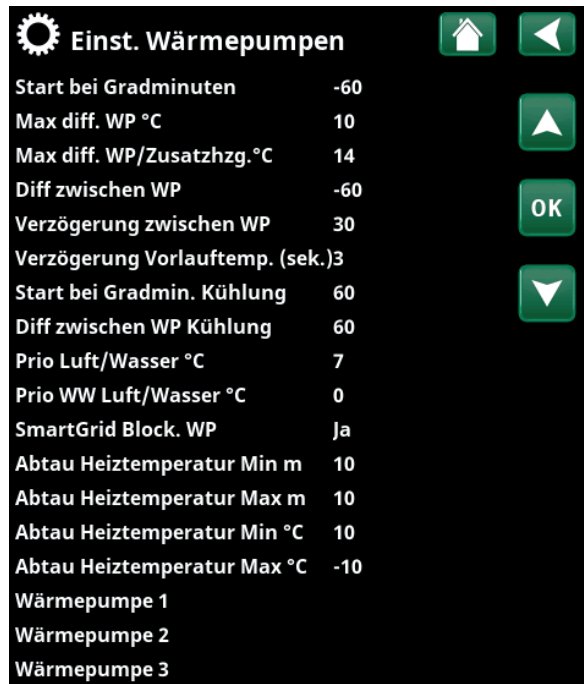 Einst. Wärmepumpen
Start bei Gradminuten -60
Max diff. WP °C 10
Max diff. WP/Zusatzhzg.°C 14
Diff zwischen WP -60
OK
Verzögerung zwischen WP 30
Verzögerung Vorlauftemp. (sek.)3
Start bei Gradmin. Kühlung 60
Diff zwischen WP Kühlung 60
Prio Luft/Wasser °C 7
Prio WW Luft/Wasser °C 0
SmartGrid Block. WP Ja
Abtau Heiztemperatur Min m 10
Abtau Heiztemperatur Max m 10
Abtau Heiztemperatur Min °C 10
Abtau Heiztemperatur Max °C -10
Wärmepumpe 1
Wärmepumpe 2
Wärmepumpe 3